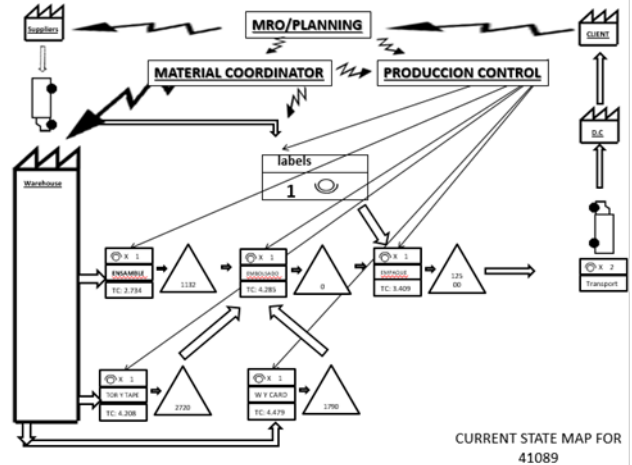 Suppliers
MRO/PLANNING
CLIENT
MATERIAL COORDINATOR
PRODUCCION CONTROL
D.C
labels
1
Warehouse
X 1
ENSAMBLE
TC: 2.734
1132
X 1
EMBOLSADO
TC: 4.285
0
X 1
EMPAQUE
TC: 3.409
125
00
X 2
Transport
X 1
TOR Y TAPE
TC: 4.208
2720
X 1
W Y CARD
TC: 4.479
1790
CURRENT STATE MAP FOR
41089